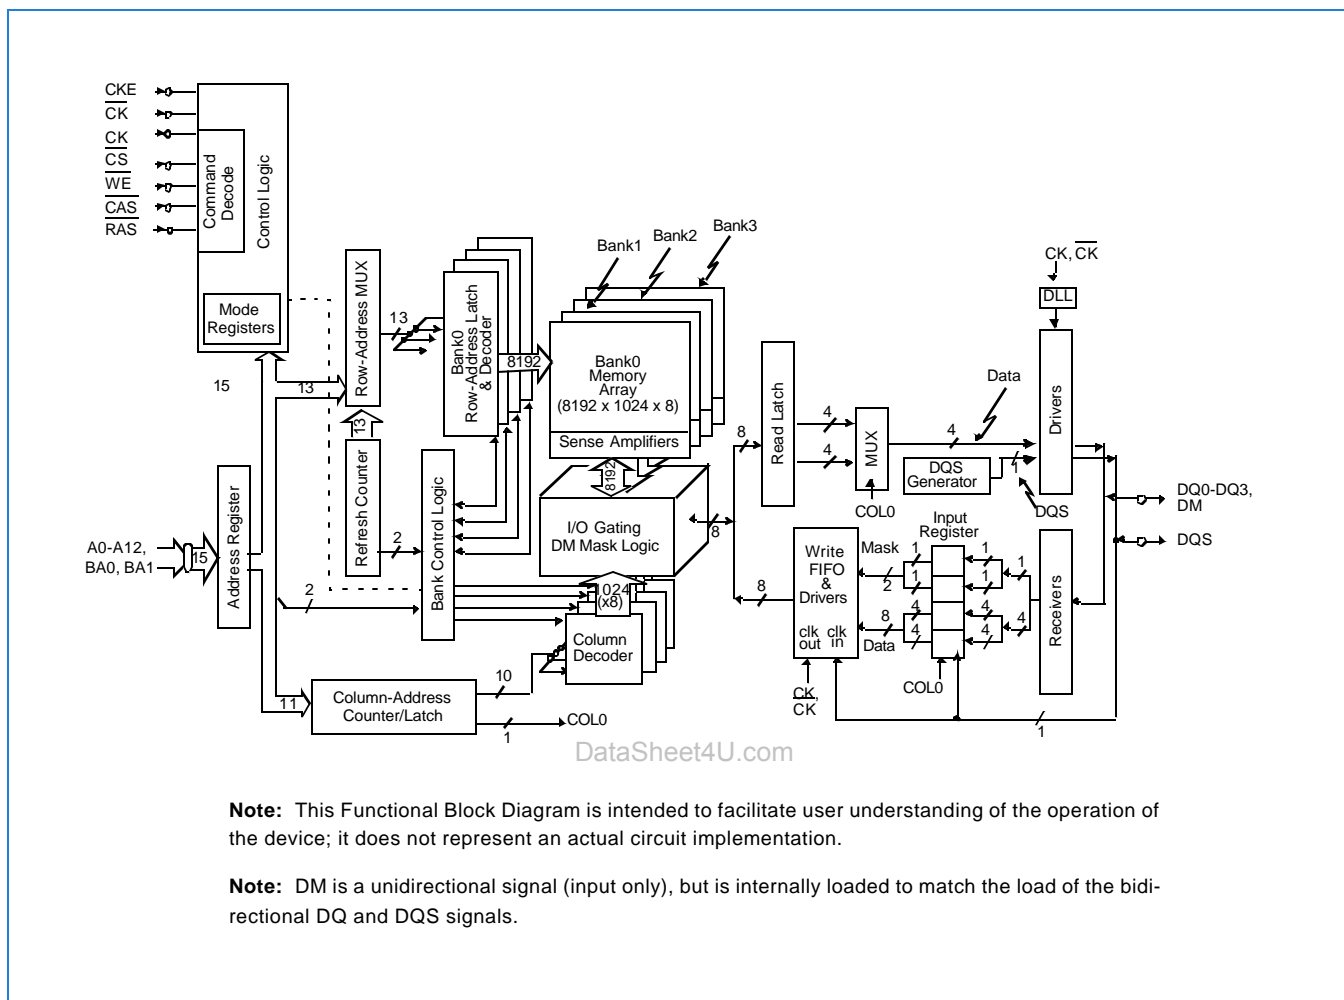 CKE
CK
CK
CS
WE
CAS
RAS
Command
Decode
Control Logic
Mode
Registers
15
13
Row-Address MUX
13
13
Refresh Counter
2
Bank0
Row-Address Latch
& Decoder
8192
Bank1
Bank2
Bank3
Bank0
Memory
Array
(8192 x 1024 x 8)
Sense Amplifiers
8192
I/O Gating
DM Mask Logic
8
1024
(x8)
Column
Decoder
Bank Control Logic
A0-A12,
BA0, BA1
15
Address Register
2
11
Column-Address
Counter/Latch
10
1
COL0
8
8
Read Latch
4
4
MUX
COL0
4
Data
DQS
Generator
1
DQS
CK, CK
DLL
Drivers
DQ0-DQ3,
DM
DQS
Input
Register
Write
FIFO
&
Drivers
clk
out
clk
in
Mask
2
8
Data
1
1
4
4
1
1
4
4
1
4
Receivers
CK,
CK
COL0
1
DataSheet4U.com
Note: This Functional Block Diagram is intended to facilitate user understanding of the operation of
the device; it does not represent an actual circuit implementation.
Note: DM is a unidirectional signal (input only), but is internally loaded to match the load of the bidi-
rectional DQ and DQS signals.